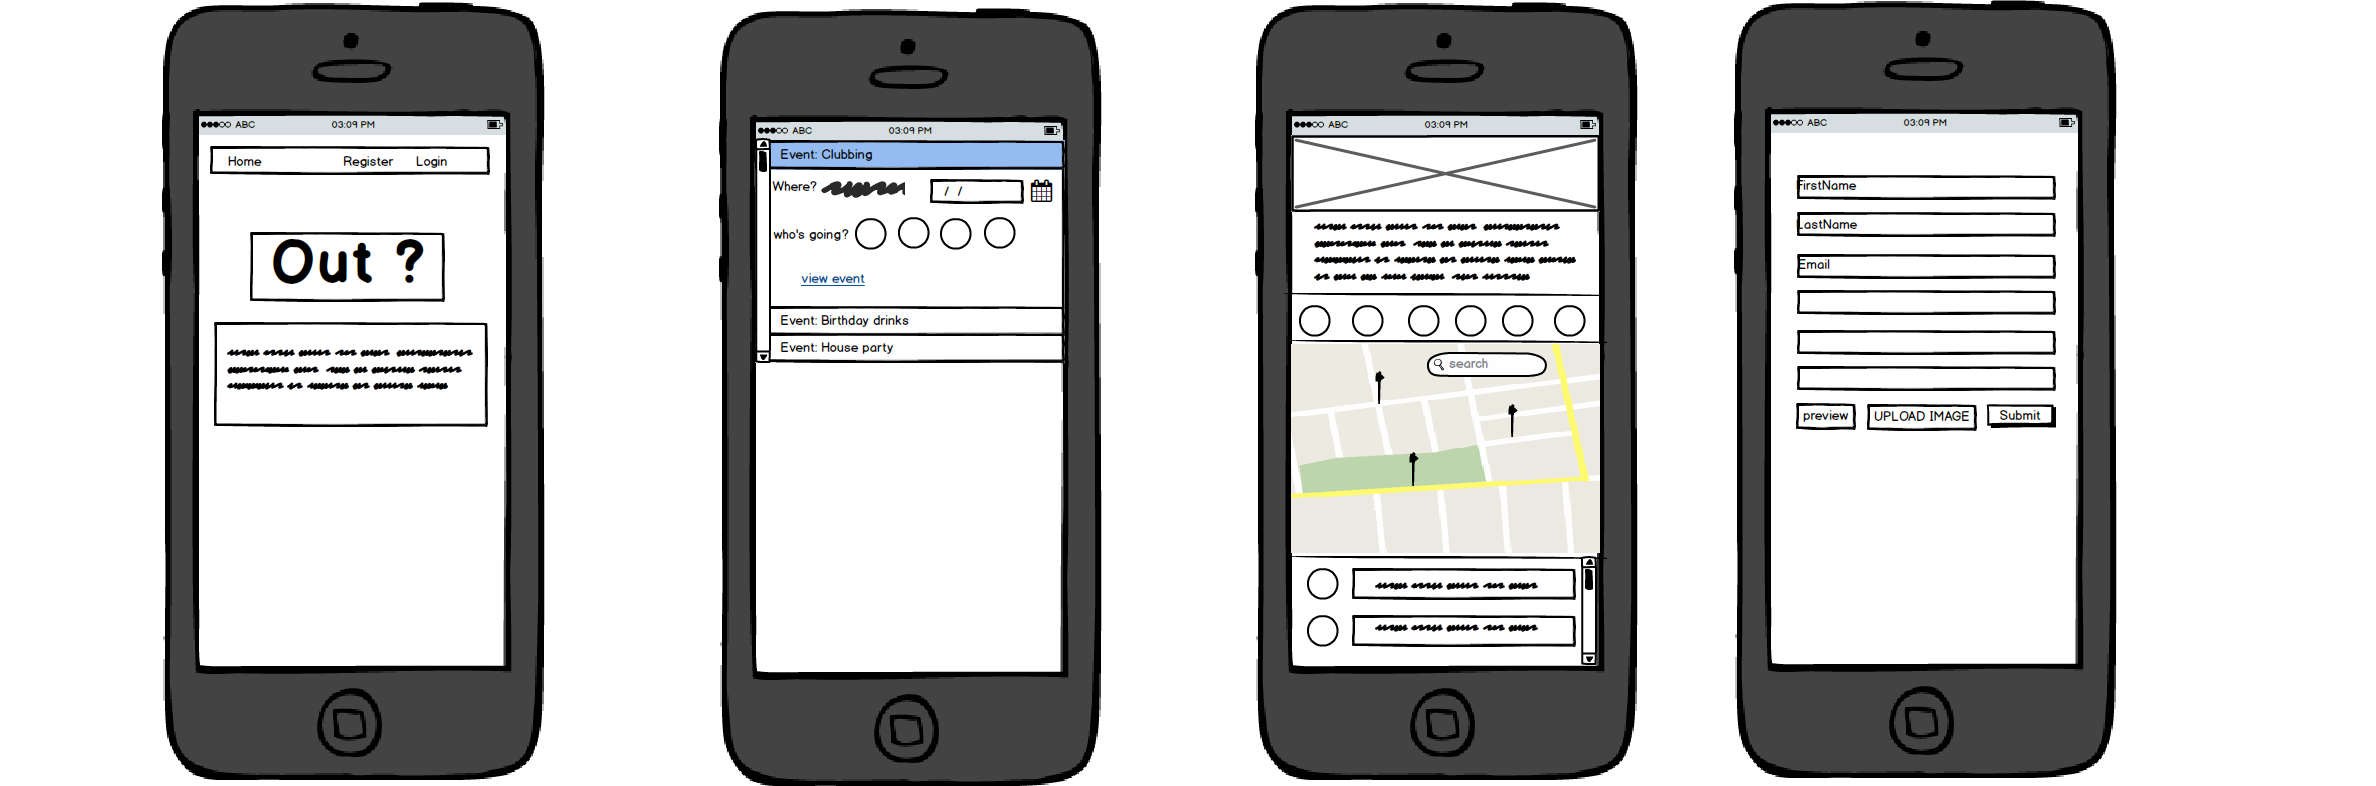 ABC 03:09 PM
Home Register Login
Out ?
ABC 03:09 PM
Event: Clubbing
Where? / /
who's going?
view event
Event: Birthday drinks
Event: House party
ABC 03:09 PM
search
ABC 03:09 PM
FirstName
LastName
Email
preview UPLOAD IMAGE Submit